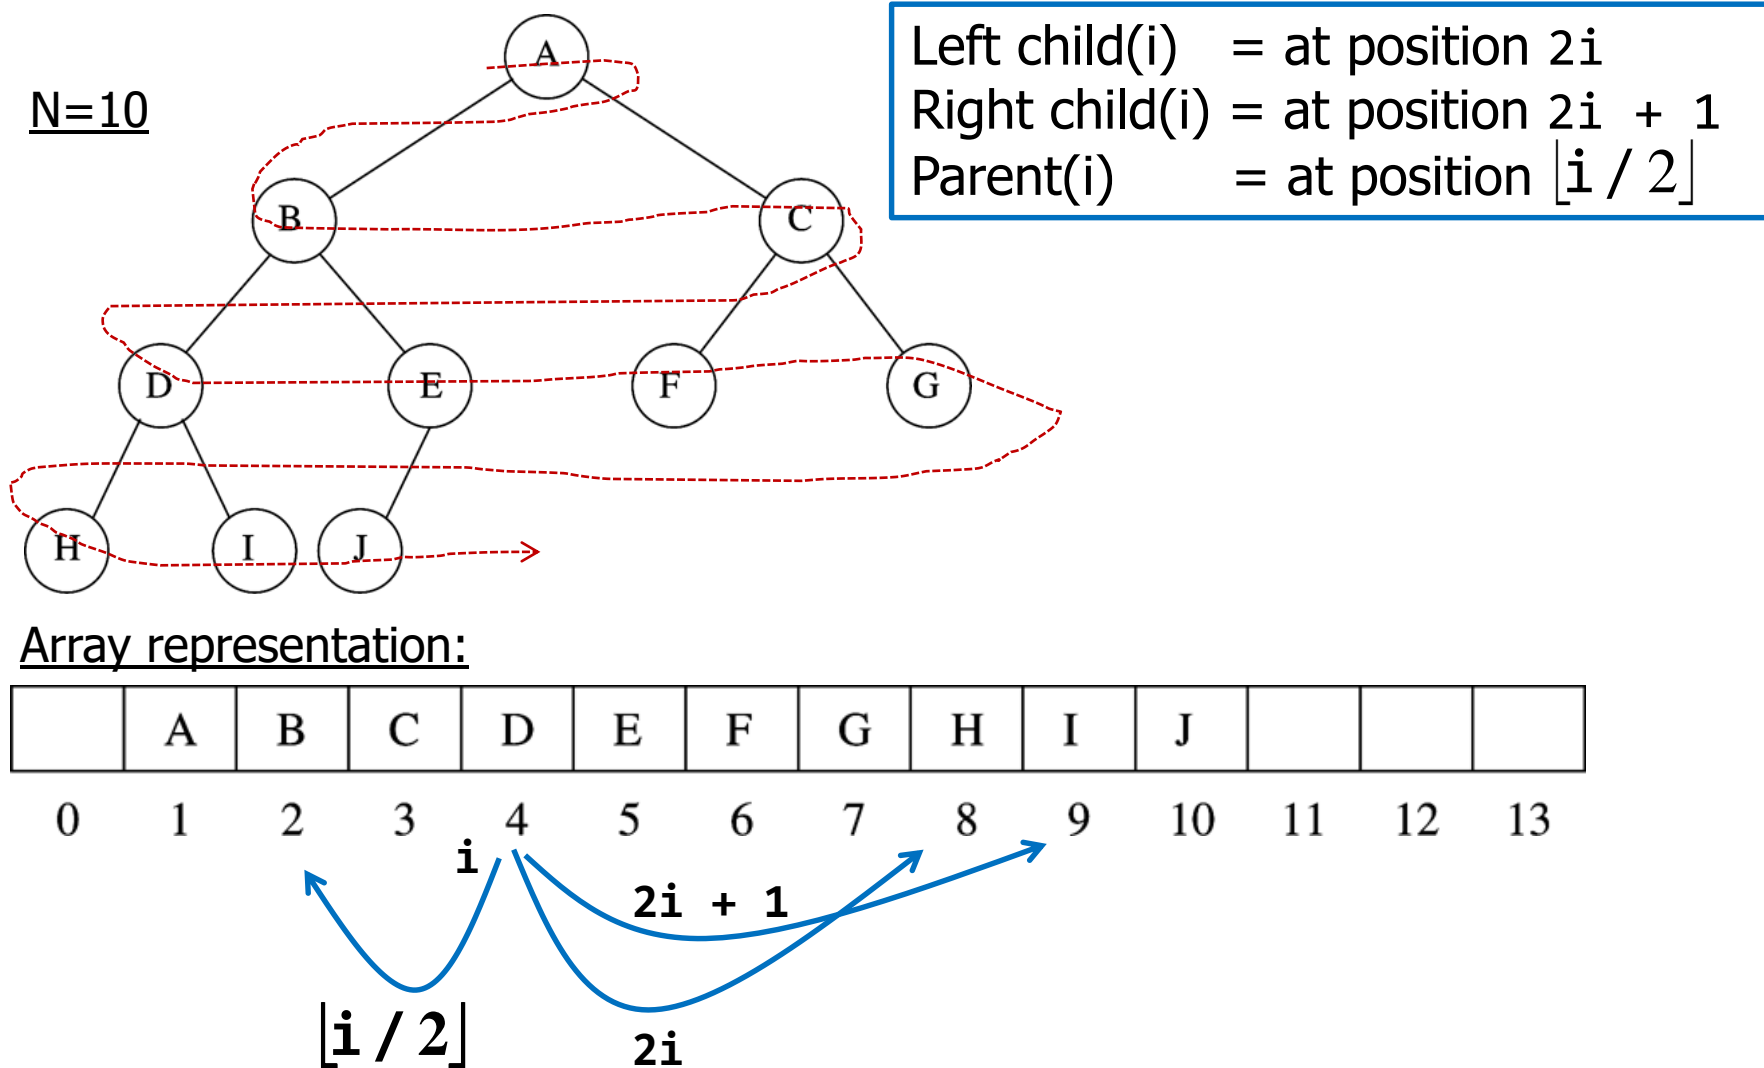 N=10
A
B C
D E F G
H I J
Left child(i) = at position 2i
Right child(i) = at position 2i + 1
Parent(i) = at position ⌊i / 2⌋
Array representation:
A B C D E F G H I J
0 1 2 3 4 5 6 7 8 9 10 11 12 13
i
2i + 1
⌊i / 2⌋
2i